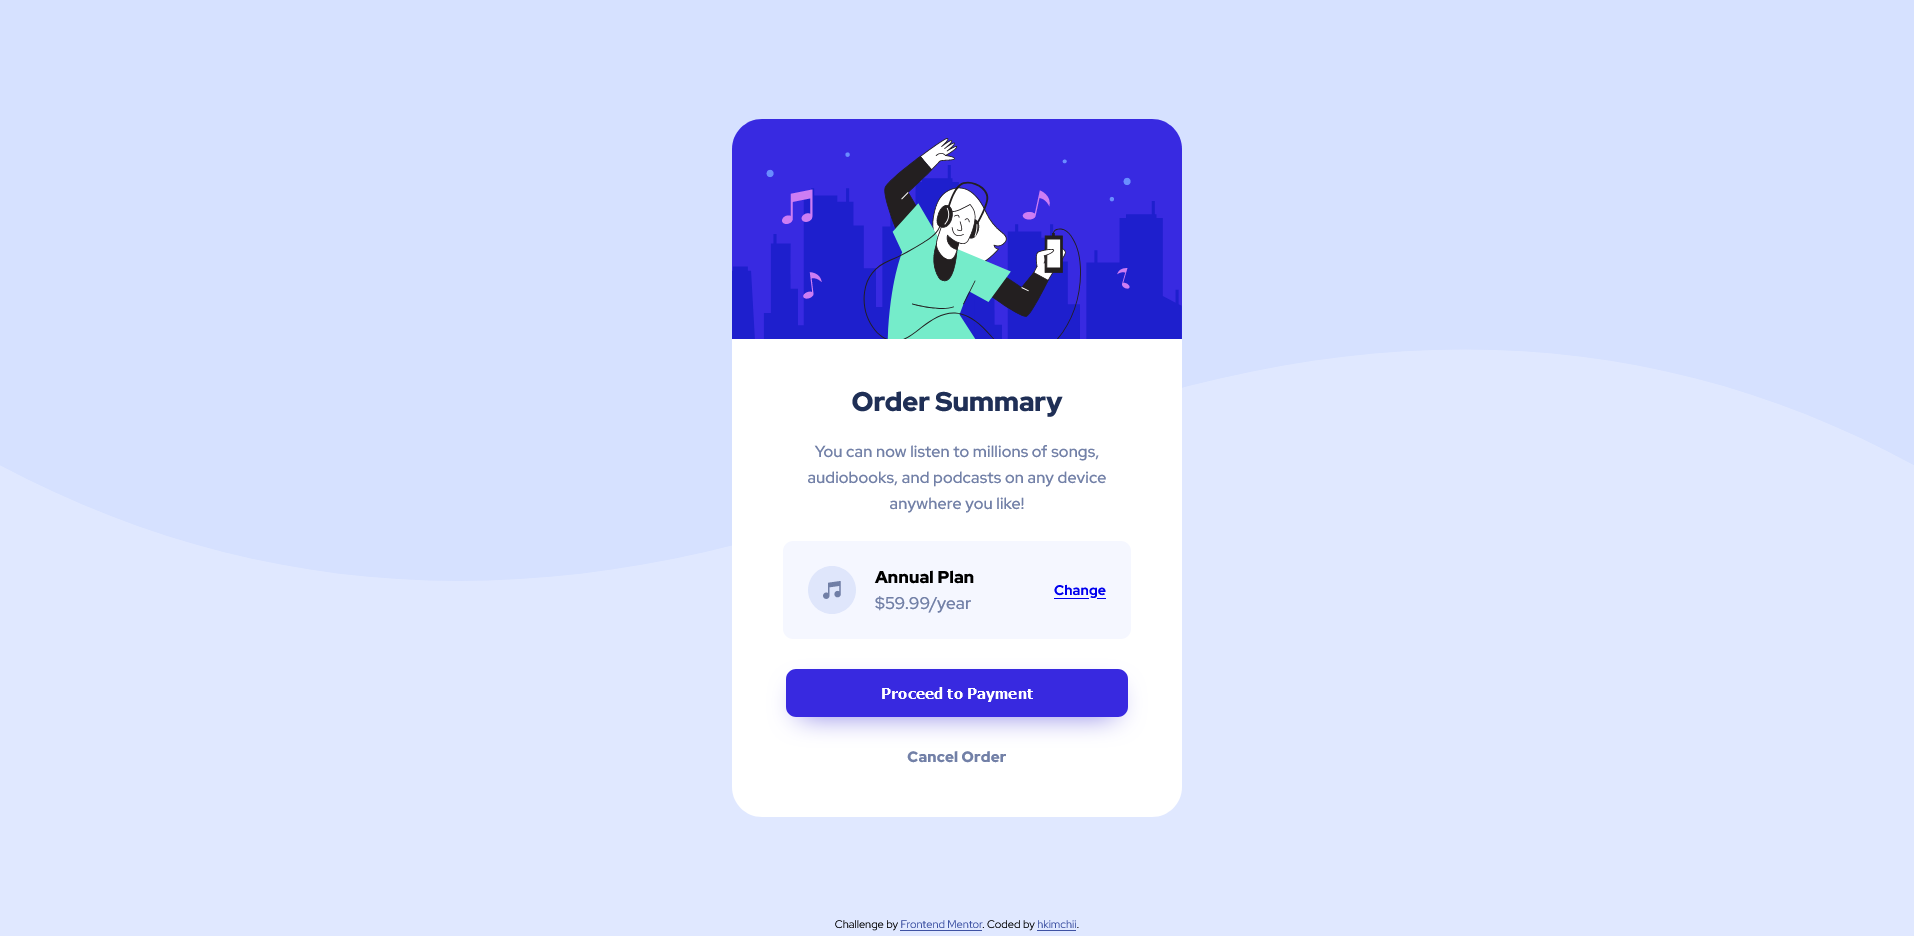 Order Summary
You can now listen to millions of songs,
audiobooks, and podcasts on any device
anywhere you like!
Annual Plan
$59.99/year
Change
Proceed to Payment
Cancel Order
Challenge by Frontend Mentor. Coded by hkimchii.